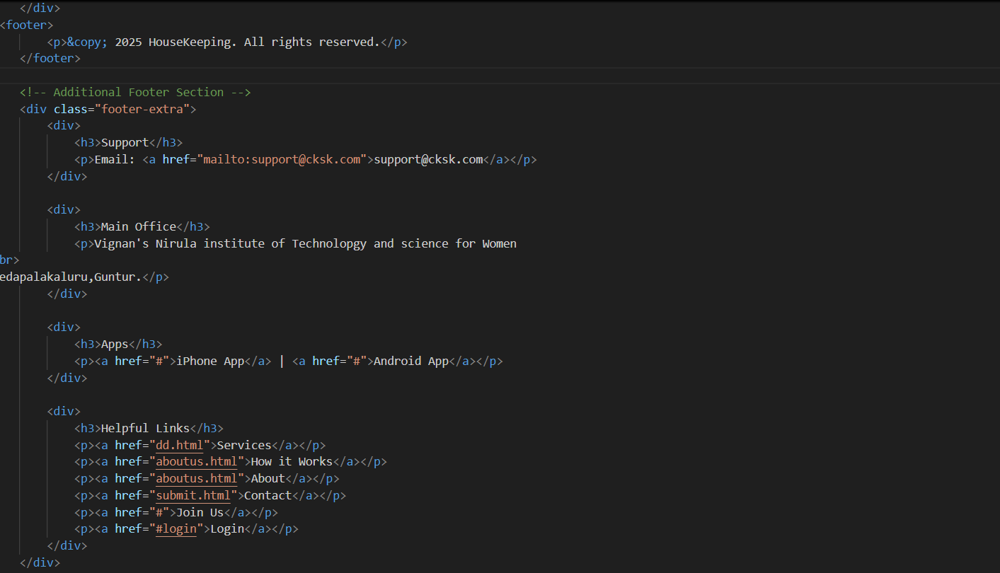 </div>
<footer>
<p>&copy; 2025 HouseKeeping. All rights reserved.</p>
</footer>
<!-- Additional Footer Section -->
<div class="footer-extra">
<div>
<h3>Support</h3>
<p>Email: <a href="mailto:support@cksk.com">support@cksk.com</a></p>
</div>
<div>
<h3>Main Office</h3>
<p>Vignan's Nirula institute of Technolopgy and science for Women
br>
edapalakaluru,Guntur.</p>
</div>
<div>
<h3>Apps</h3>
<p><a href="#">iPhone App</a> | <a href="#">Android App</a></p>
</div>
<div>
<h3>Helpful Links</h3>
<p><a href="dd.html">Services</a></p>
<p><a href="aboutus.html">How it Works</a></p>
<p><a href="aboutus.html">About</a></p>
<p><a href="submit.html">Contact</a></p>
<p><a href="#">Join Us</a></p>
<p><a href="#login">Login</a></p>
</div>
</div>